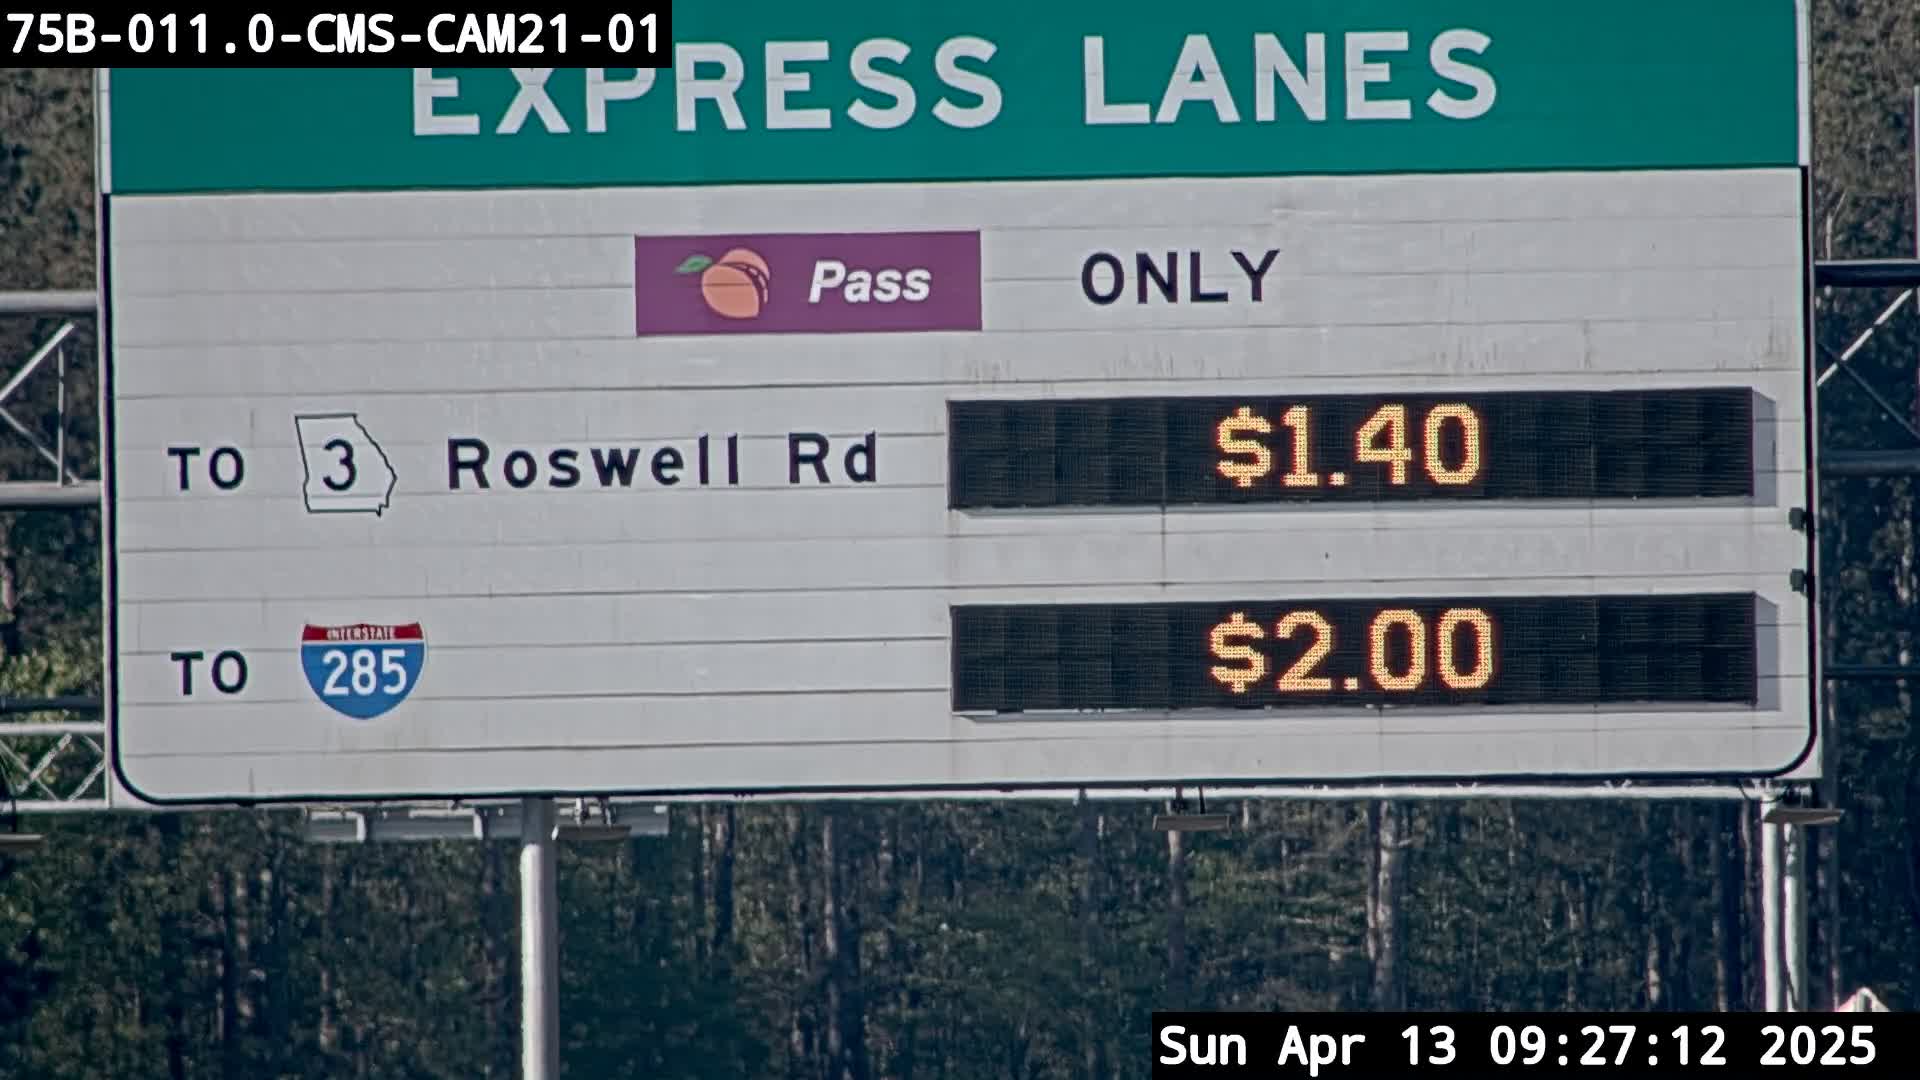 75B-011.0-CMS-CAM21-01
EXPRESS LANES
Pass ONLY
TO 3 Roswell Rd $1.40
TO INTERSTATE 285 $2.00
Sun Apr 13 09:27:12 2025